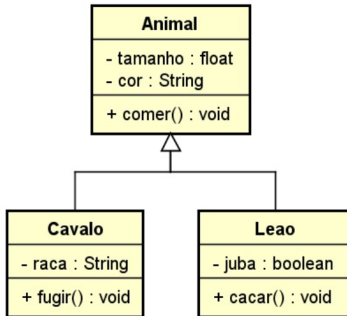 Animal
- tamanho : float
- cor : String
+ comer() : void
Cavalo
- raca : String
+ fugir() : void
Leao
- juba : boolean
+ cacar() : void